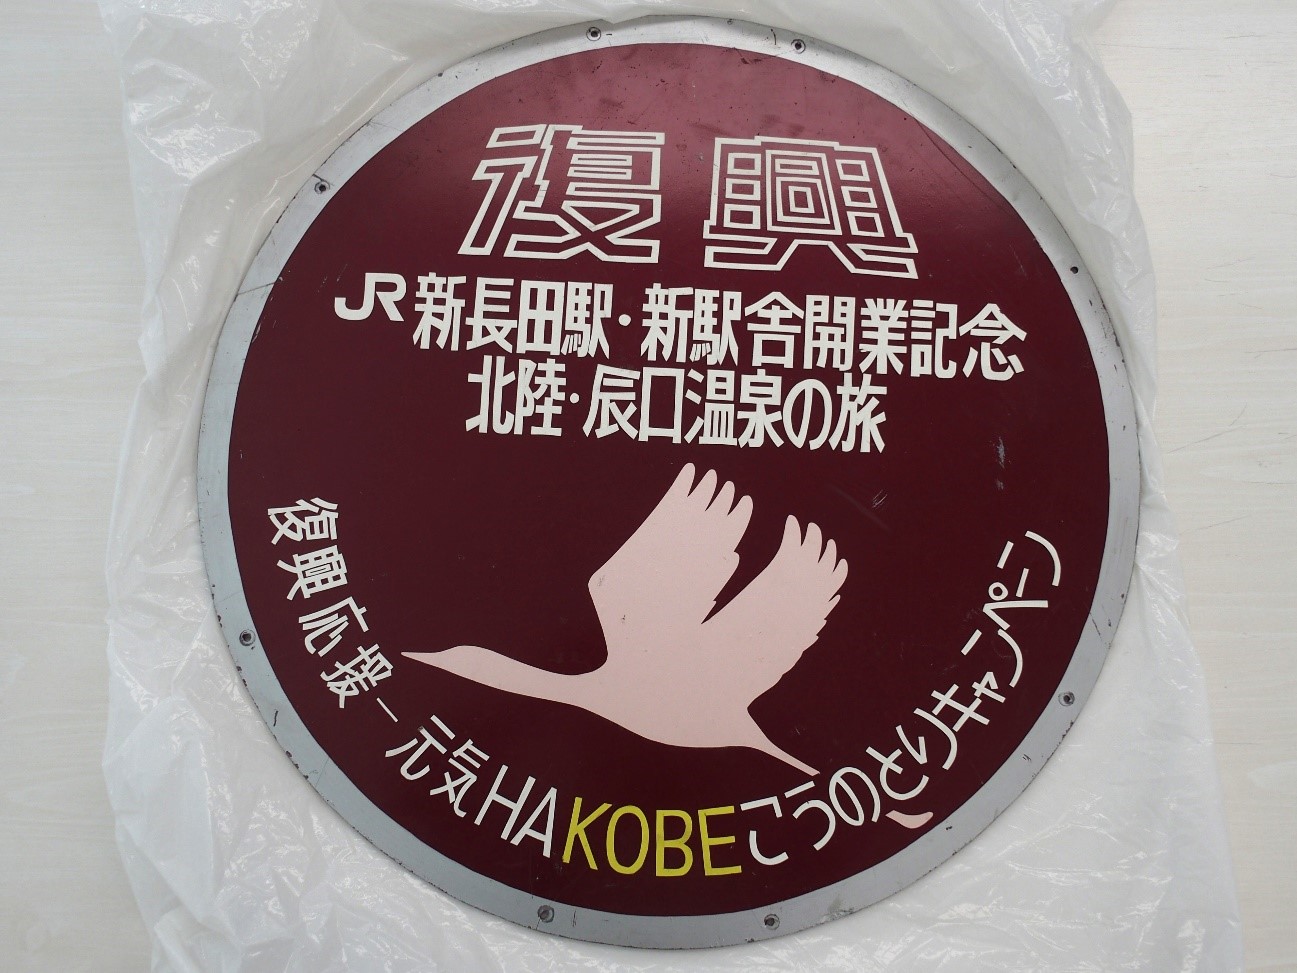 復興
JR新長田駅・新駅舎開業記念
北陸・辰口温泉の旅
復興応援－元気HAKOBEこうのとりキャンペーン